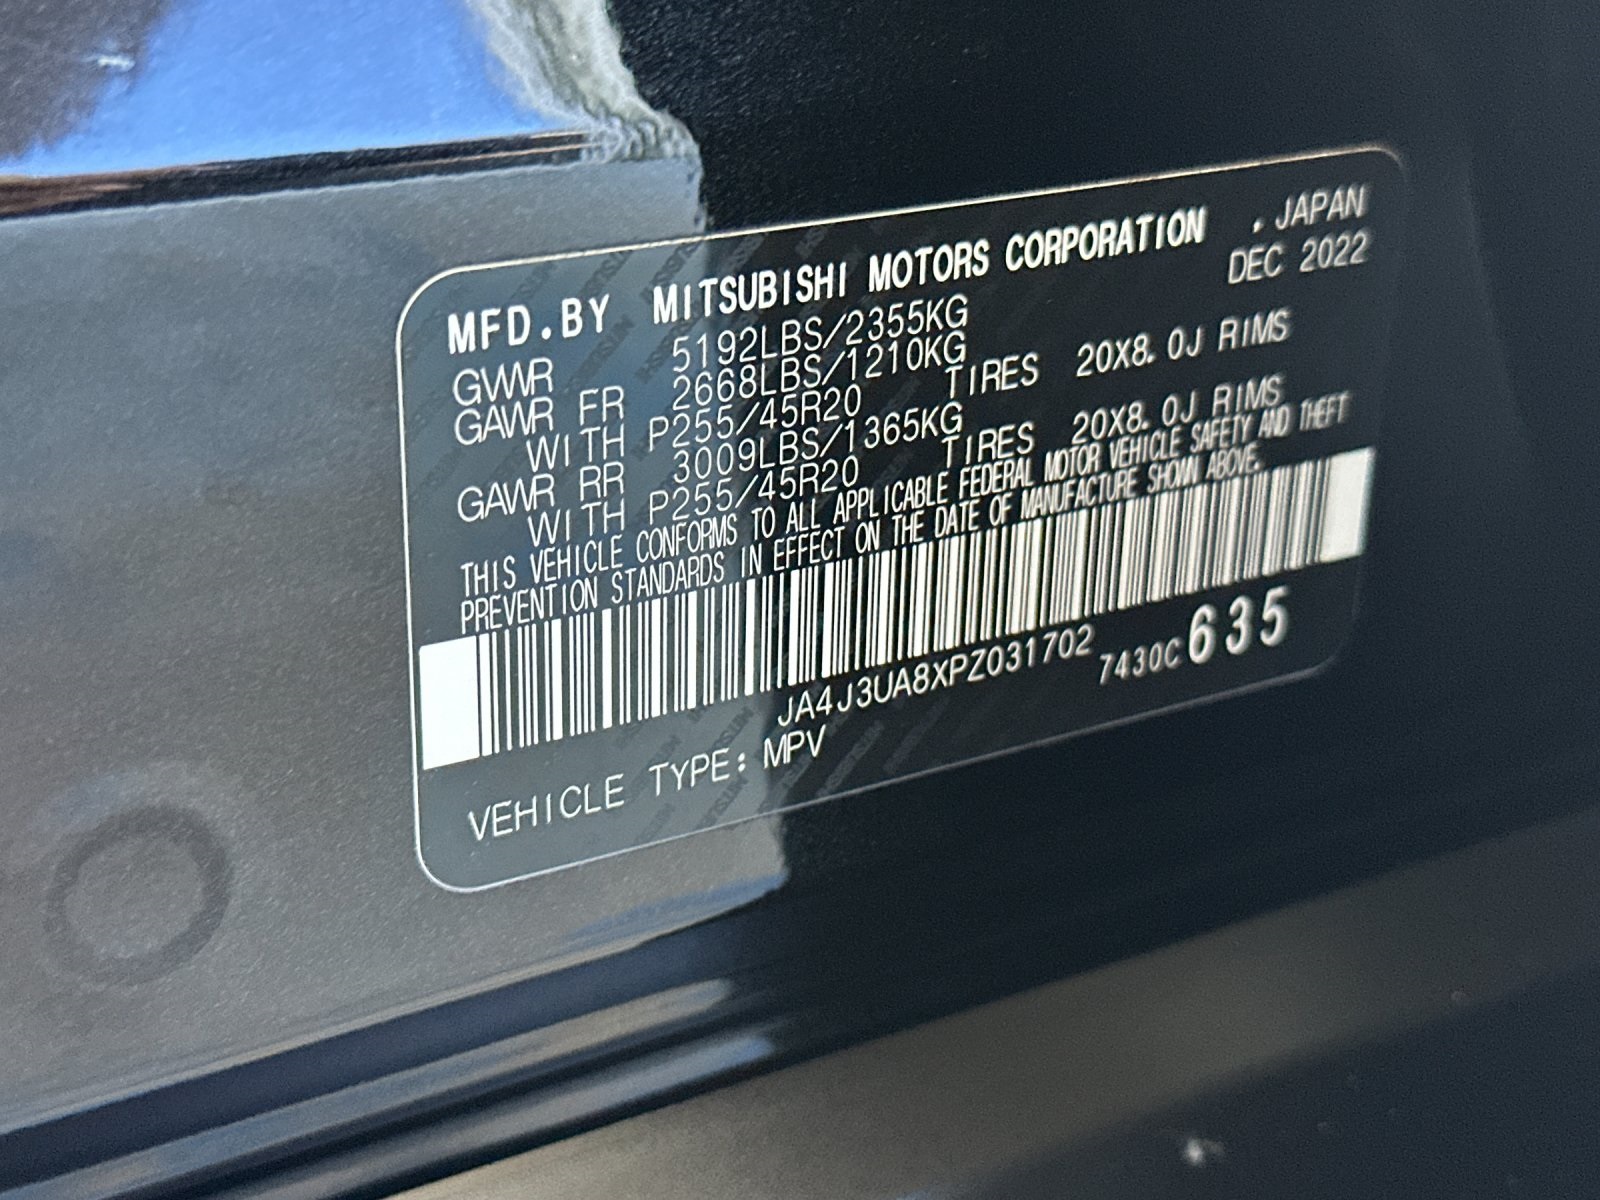 MFD.BY MITSUBISHI MOTORS CORPORATION , JAPAN
DEC 2022
GVWR 5192LBS/2355KG
GAWR FR 2668LBS/1210KG
WITH P255/45R20 TIRES 20X8.0J RIMS
GAWR RR 3009LBS/1365KG
WITH P255/45R20 TIRES 20X8.0J RIMS
THIS VEHICLE CONFORMS TO ALL APPLICABLE FEDERAL MOTOR VEHICLE SAFETY AND THEFT
PREVENTION STANDARDS IN EFFECT ON THE DATE OF MANUFACTURE SHOWN ABOVE.
JA4J3UA8XPZ031702 7430C635
VEHICLE TYPE: MPV